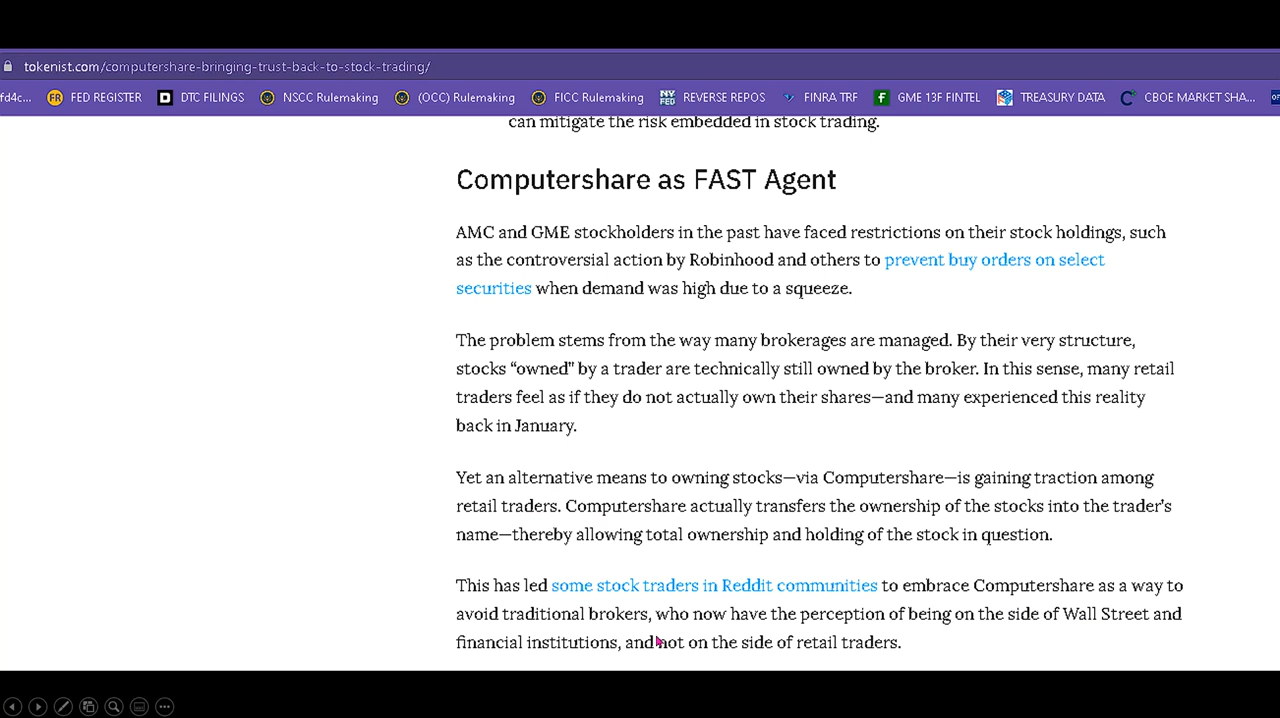 tokenist.com/computershare-bringing-trust-back-to-stock-trading/
fd4c... FED REGISTER DTC FILINGS NSCC Rulemaking (OCC) Rulemaking FICC Rulemaking REVERSE REPOS FINRA TRF GME 13F FINTEL TREASURY DATA CBOE MARKET SHA...
can mitigate the risk embedded in stock trading.
Computershare as FAST Agent
AMC and GME stockholders in the past have faced restrictions on their stock holdings, such
as the controversial action by Robinhood and others to prevent buy orders on select
securities when demand was high due to a squeeze.
The problem stems from the way many brokerages are managed. By their very structure,
stocks “owned” by a trader are technically still owned by the broker. In this sense, many retail
traders feel as if they do not actually own their shares—and many experienced this reality
back in January.
Yet an alternative means to owning stocks—via Computershare—is gaining traction among
retail traders. Computershare actually transfers the ownership of the stocks into the trader's
name—thereby allowing total ownership and holding of the stock in question.
This has led some stock traders in Reddit communities to embrace Computershare as a way to
avoid traditional brokers, who now have the perception of being on the side of Wall Street and
financial institutions, and not on the side of retail traders.